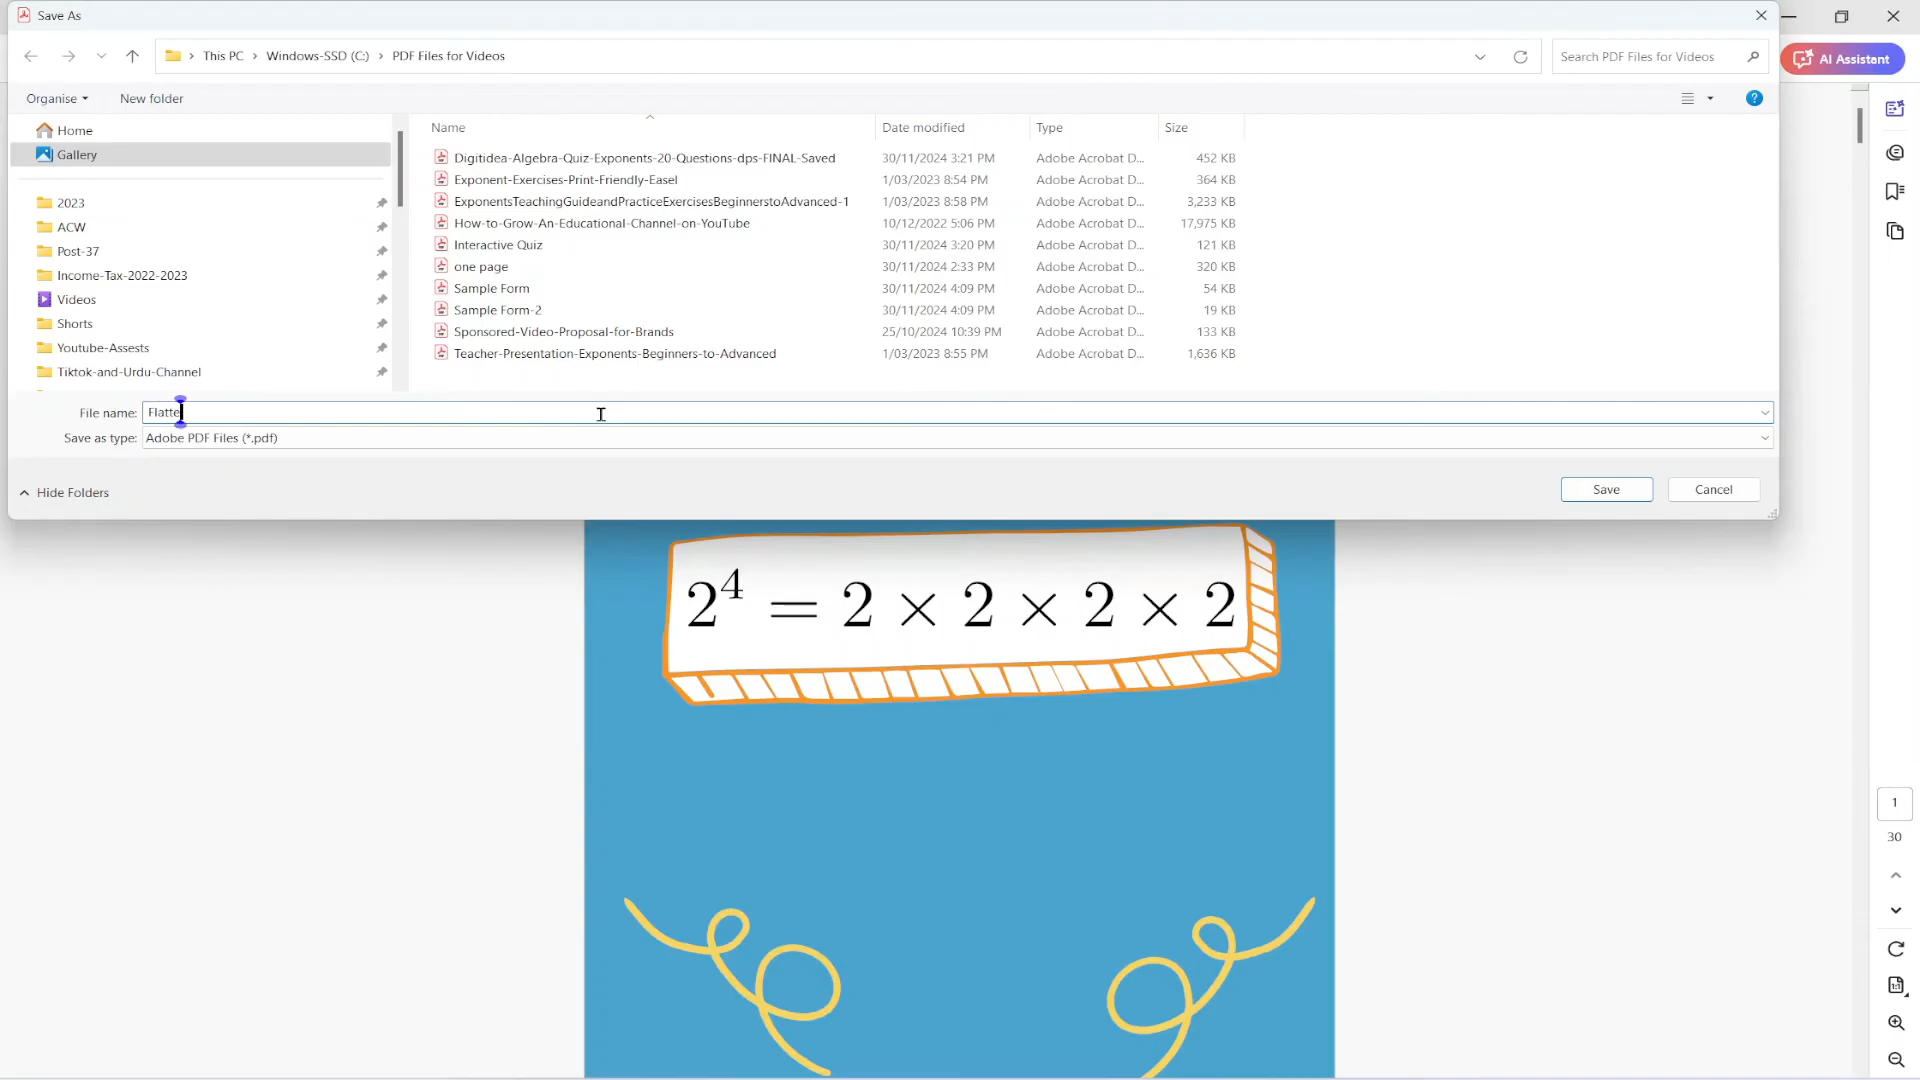 Save As
AI Assistant
This PC > Windows-SSD (C:) > PDF Files for Videos
Search PDF Files for Videos
Organise
New folder
Home
Gallery
2023
ACW
Post-37
Income-Tax-2022-2023
Videos
Shorts
Youtube-Assests
Tiktok-and-Urdu-Channel
Name Date modified Type Size
Digitidea-Algebra-Quiz-Exponents-20-Questions-dps-FINAL-Saved 30/11/2024 3:21 PM Adobe Acrobat D... 452 KB
Exponent-Exercises-Print-Friendly-Easel 1/03/2023 8:54 PM Adobe Acrobat D... 364 KB
ExponentsTeachingGuideandPracticeExercisesBeginnerstoAdvanced-1 1/03/2023 8:58 PM Adobe Acrobat D... 3,233 KB
How-to-Grow-An-Educational-Channel-on-YouTube 10/12/2022 5:06 PM Adobe Acrobat D... 17,975 KB
Interactive Quiz 30/11/2024 3:20 PM Adobe Acrobat D... 121 KB
one page 30/11/2024 2:33 PM Adobe Acrobat D... 320 KB
Sample Form 30/11/2024 4:09 PM Adobe Acrobat D... 54 KB
Sample Form-2 30/11/2024 4:09 PM Adobe Acrobat D... 19 KB
Sponsored-Video-Proposal-for-Brands 25/10/2024 10:39 PM Adobe Acrobat D... 133 KB
Teacher-Presentation-Exponents-Beginners-to-Advanced 1/03/2023 8:55 PM Adobe Acrobat D... 1,636 KB
File name: Flatte
Save as type: Adobe PDF Files (*.pdf)
Hide Folders
Save
Cancel
2⁴ = 2 × 2 × 2 × 2
1
30